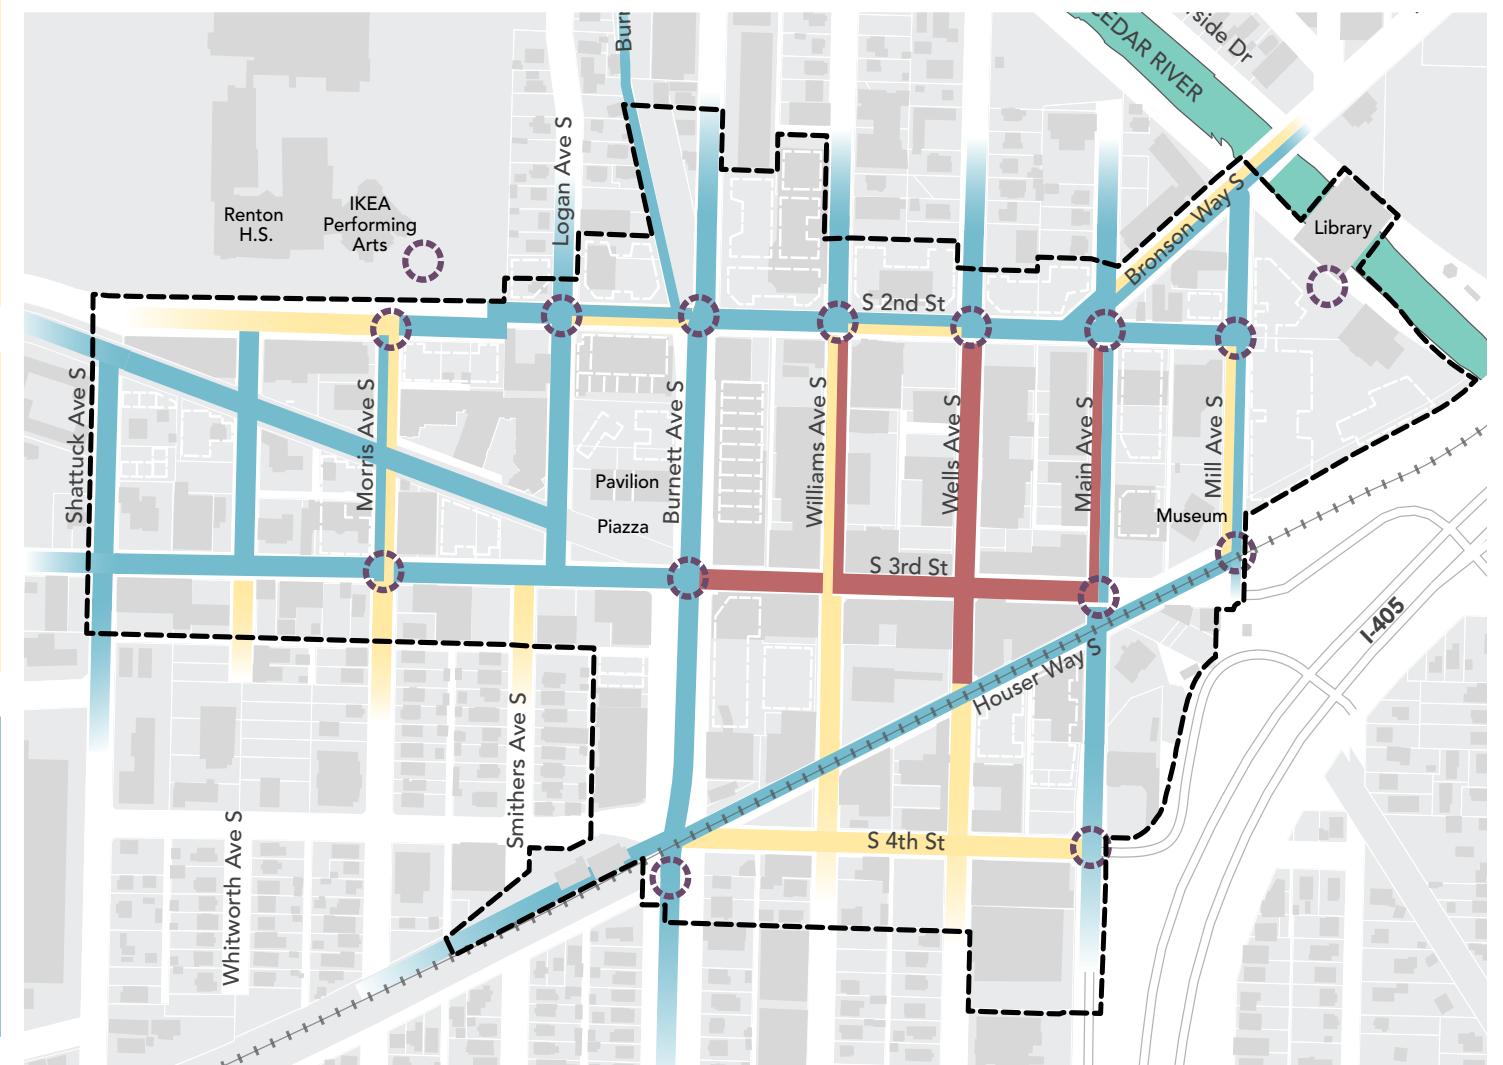 CEDAR RIVER
Logan Ave S
Renton
H.S.
IKEA
Performing
Arts
Bronson Way S
Library
S 2nd St
Shattuck Ave S
Morris Ave S
Burnett Ave S
Williams Ave S
Wells Ave S
Main Ave S
Mill Ave S
Pavilion
Piazza
Museum
S 3rd St
I-405
Houser Way S
Smithers Ave S
Whitworth Ave S
S 4th St